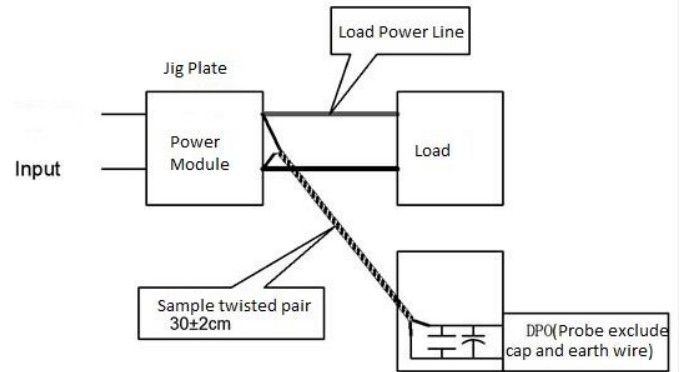 Load Power Line
Jig Plate
Power
Module
Load
Input
Sample twisted pair
30±2cm
DPO(Probe exclude
cap and earth wire)